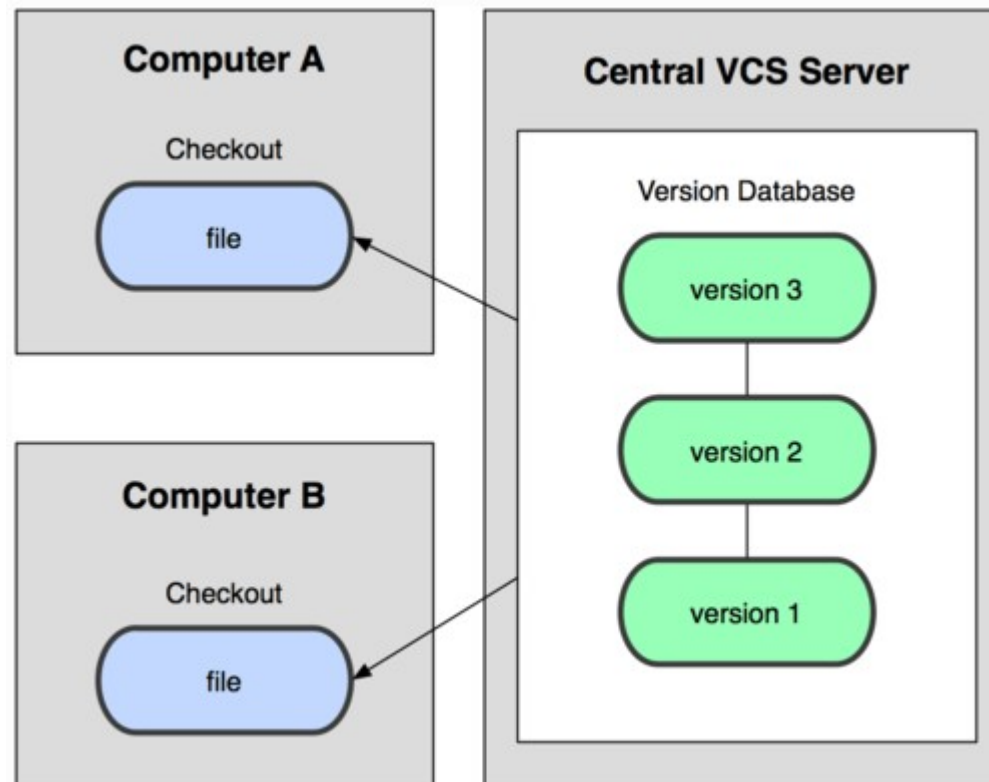 Computer A
Checkout
file
Computer B
Checkout
file
Central VCS Server
Version Database
version 3
version 2
version 1